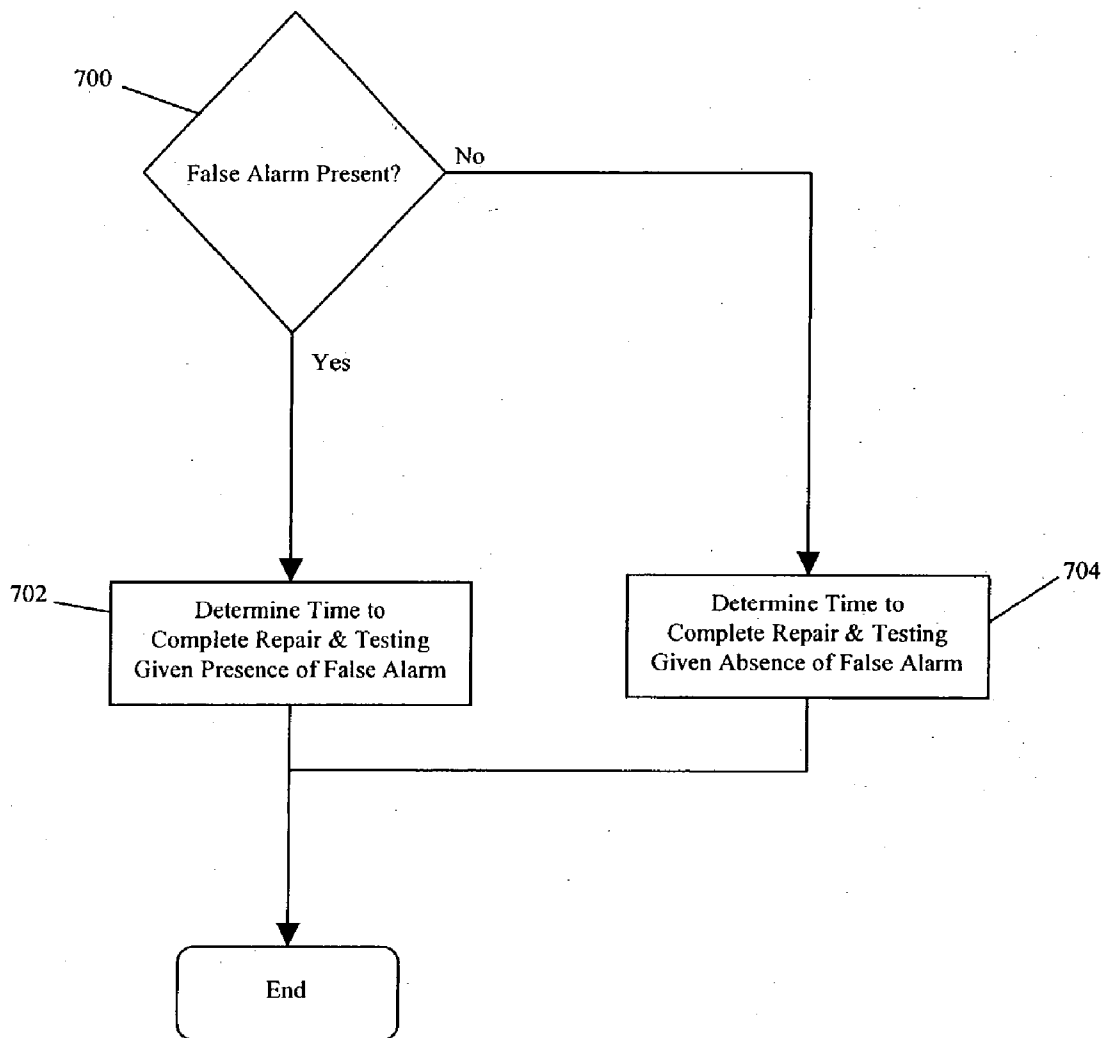 700
False Alarm Present?
No
Yes
702
Determine Time to
Complete Repair & Testing
Given Presence of False Alarm
704
Determine Time to
Complete Repair & Testing
Given Absence of False Alarm
End